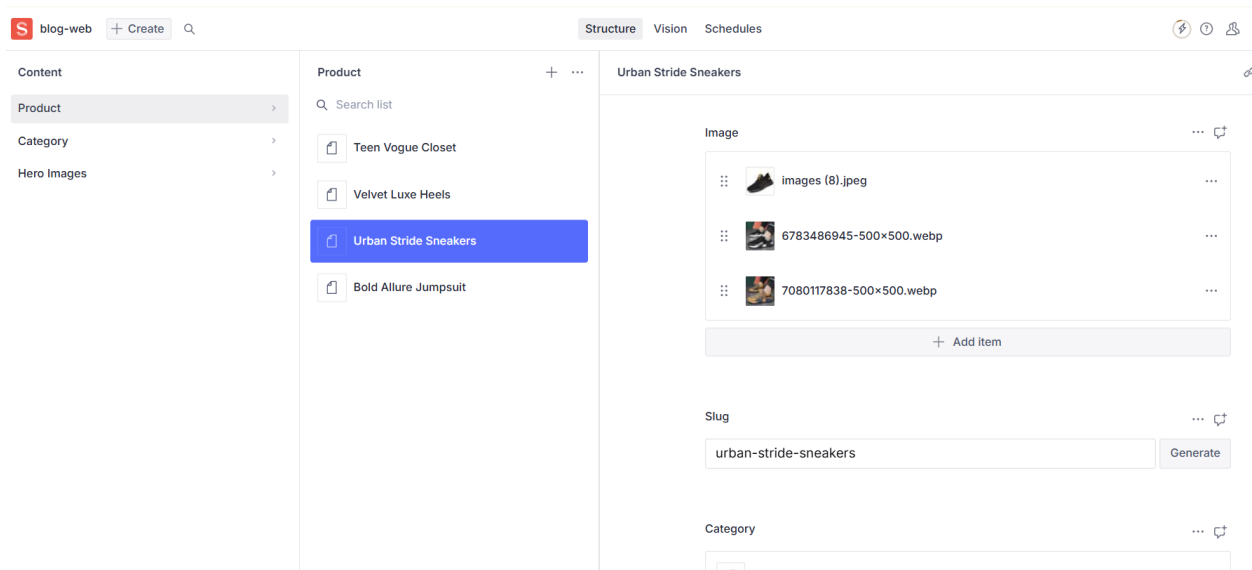 S blog-web + Create Structure Vision Schedules
Content
Product
Category
Hero Images
Product
Search list
Teen Vogue Closet
Velvet Luxe Heels
Urban Stride Sneakers
Bold Allure Jumpsuit
Urban Stride Sneakers
Image
images (8).jpeg
6783486945-500×500.webp
7080117838-500×500.webp
+ Add item
Slug
urban-stride-sneakers Generate
Category